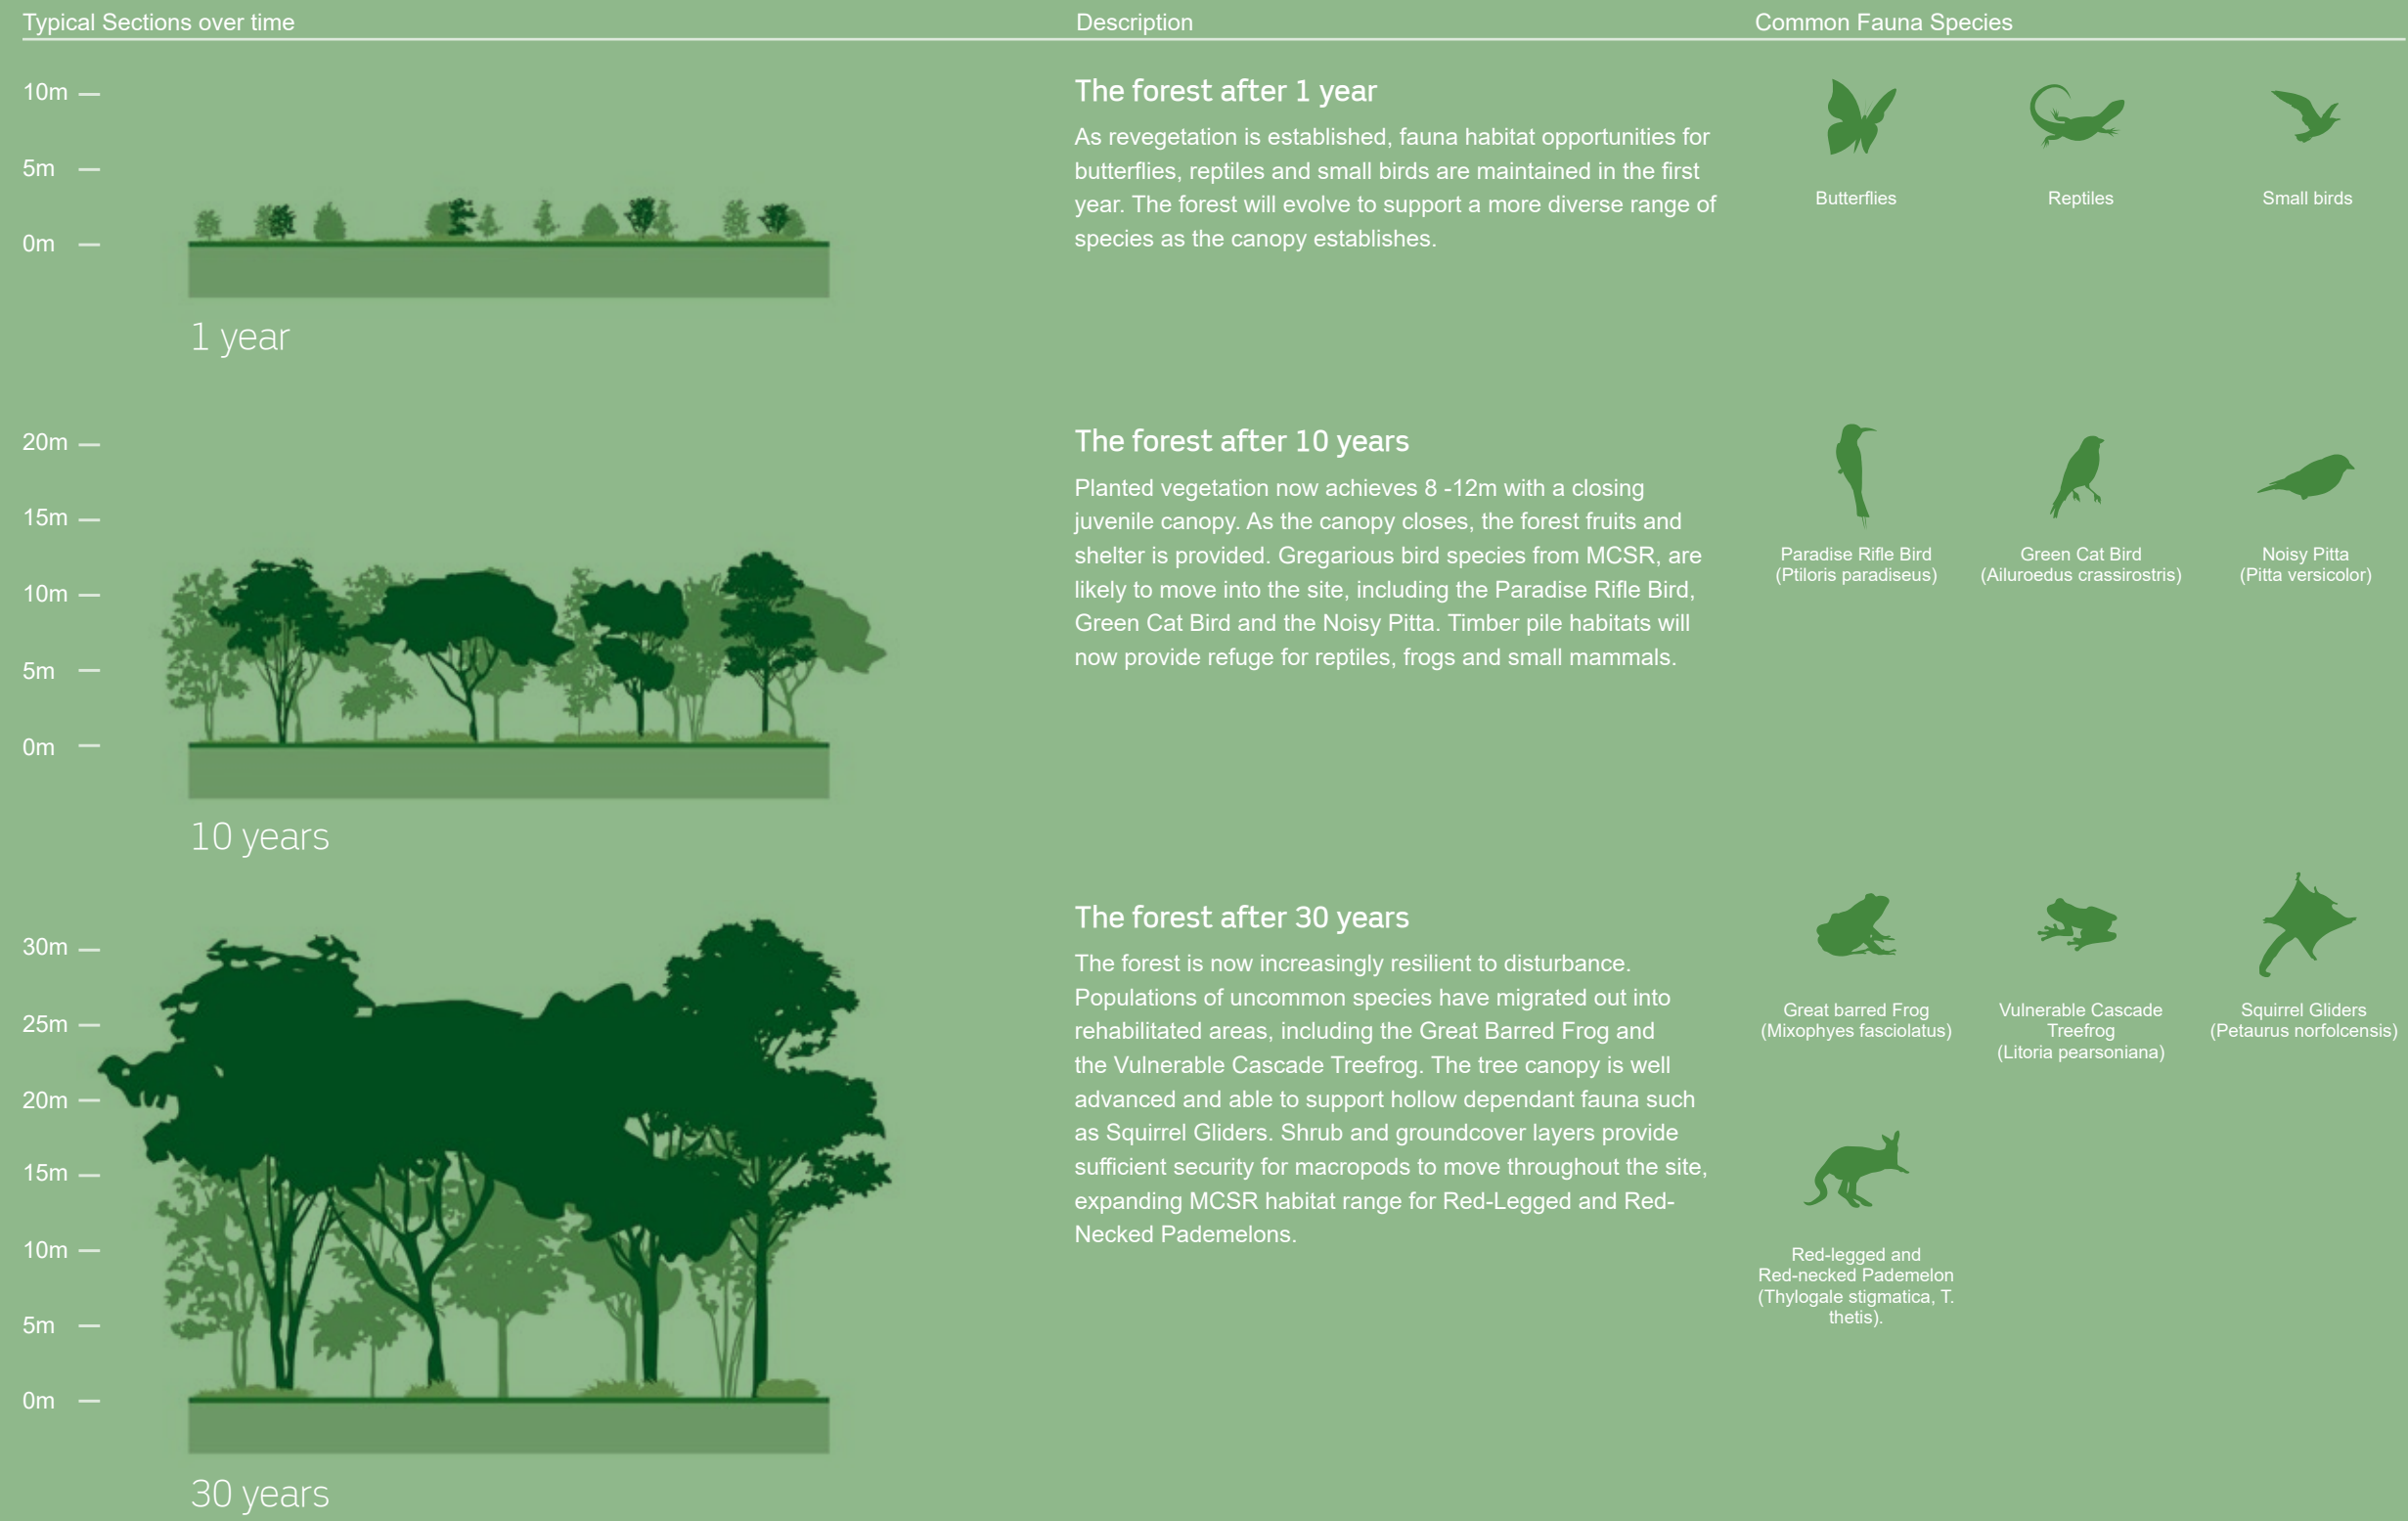 Typical Sections over time
Description
Common Fauna Species
10m
5m
0m
1 year
The forest after 1 year
As revegetation is established, fauna habitat opportunities for
butterflies, reptiles and small birds are maintained in the first
year. The forest will evolve to support a more diverse range of
species as the canopy establishes.
Butterflies
Reptiles
Small birds
20m
15m
10m
5m
0m
10 years
The forest after 10 years
Planted vegetation now achieves 8 -12m with a closing
juvenile canopy. As the canopy closes, the forest fruits and
shelter is provided. Gregarious bird species from MCSR, are
likely to move into the site, including the Paradise Rifle Bird,
Green Cat Bird and the Noisy Pitta. Timber pile habitats will
now provide refuge for reptiles, frogs and small mammals.
Paradise Rifle Bird
(Ptiloris paradiseus)
Green Cat Bird
(Ailuroedus crassirostris)
Noisy Pitta
(Pitta versicolor)
30m
25m
20m
15m
10m
5m
0m
30 years
The forest after 30 years
The forest is now increasingly resilient to disturbance.
Populations of uncommon species have migrated out into
rehabilitated areas, including the Great Barred Frog and
the Vulnerable Cascade Treefrog. The tree canopy is well
advanced and able to support hollow dependant fauna such
as Squirrel Gliders. Shrub and groundcover layers provide
sufficient security for macropods to move throughout the site,
expanding MCSR habitat range for Red-Legged and Red-
Necked Pademelons.
Great barred Frog
(Mixophyes fasciolatus)
Vulnerable Cascade
Treefrog
(Litoria pearsoniana)
Squirrel Gliders
(Petaurus norfolcensis)
Red-legged and
Red-necked Pademelon
(Thylogale stigmatica, T.
thetis).